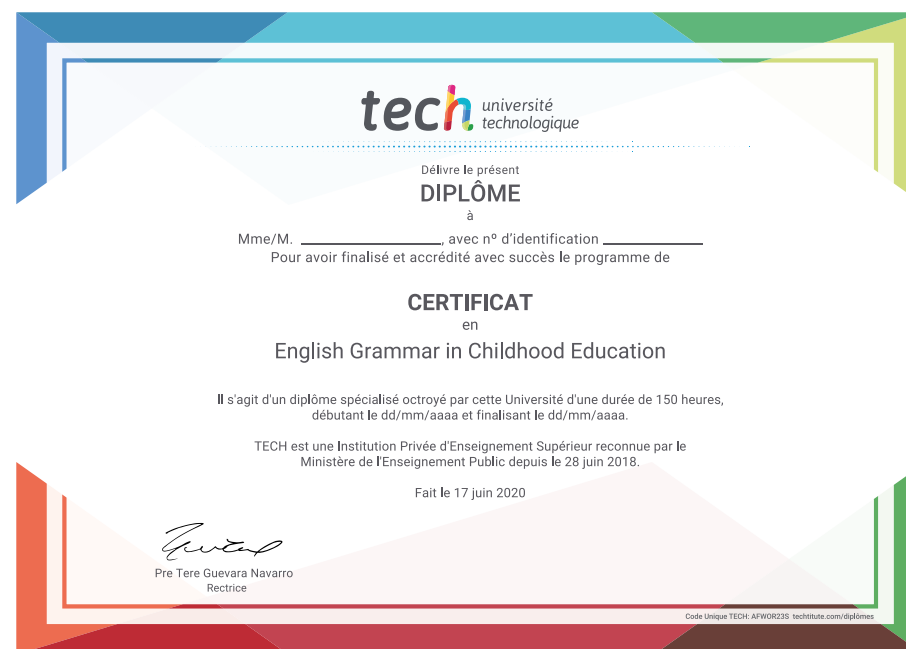 tech université
technologique
Délivre le présent
DIPLÔME
à
Mme/M. ____________________, avec nº d'identification ______________
Pour avoir finalisé et accrédité avec succès le programme de
CERTIFICAT
en
English Grammar in Childhood Education
Il s'agit d'un diplôme spécialisé octroyé par cette Université d'une durée de 150 heures,
débutant le dd/mm/aaaa et finalisant le dd/mm/aaaa.
TECH est une Institution Privée d'Enseignement Supérieur reconnue par le
Ministère de l'Enseignement Public depuis le 28 juin 2018.
Fait le 17 juin 2020
Pre Tere Guevara Navarro
Rectrice
Code Unique TECH: AFWOR23S techtitute.com/diplômes